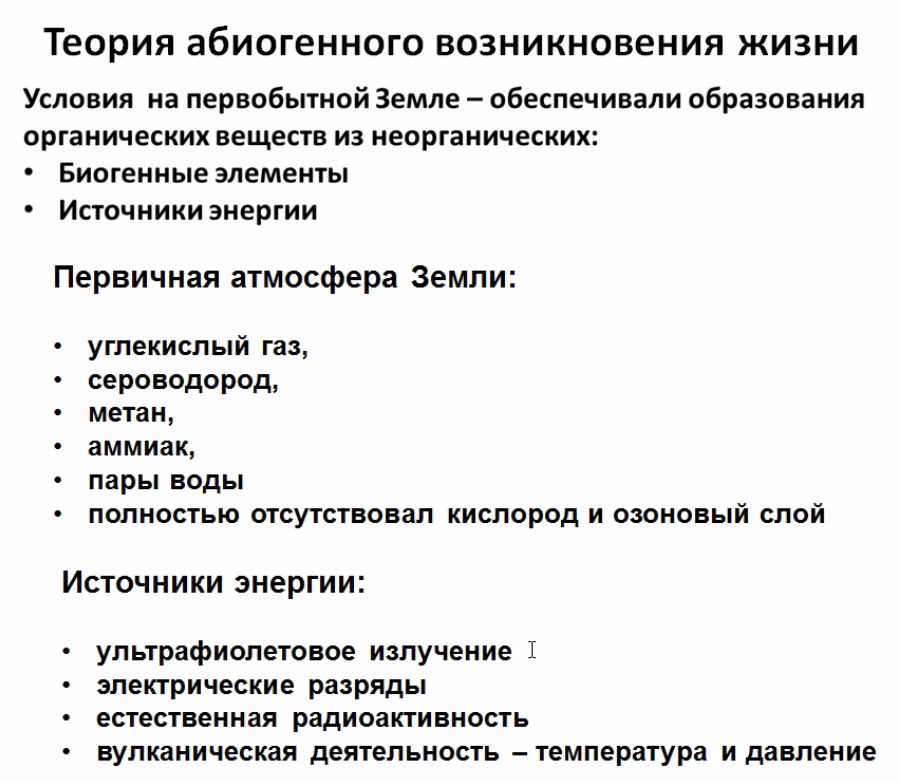 Теория абиогенного возникновения жизни
Условия на первобытной Земле – обеспечивали образования
органических веществ из неорганических:
• Биогенные элементы
• Источники энергии
Первичная атмосфера Земли:
• углекислый газ,
• сероводород,
• метан,
• аммиак,
• пары воды
• полностью отсутствовал кислород и озоновый слой
Источники энергии:
• ультрафиолетовое излучение
• электрические разряды
• естественная радиоактивность
• вулканическая деятельность – температура и давление